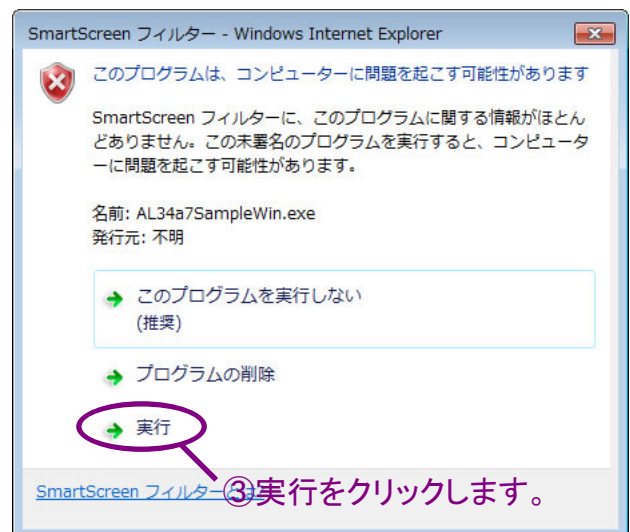 SmartScreen フィルター - Windows Internet Explorer
このプログラムは、コンピューターに問題を起こす可能性があります
SmartScreen フィルターに、このプログラムに関する情報がほとん
どありません。この未署名のプログラムを実行すると、コンピュータ
ーに問題を起こす可能性があります。
名前: AL34a7SampleWin.exe
発行元: 不明
このプログラムを実行しない
(推奨)
プログラムの削除
実行
SmartScreen フィルターとは
③実行をクリックします。